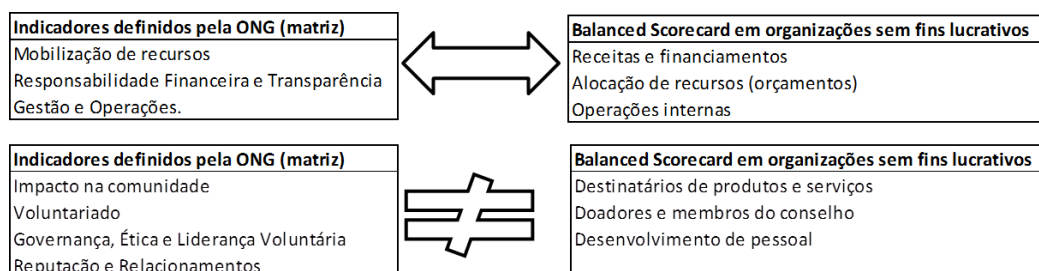 Indicadores definidos pela ONG (matriz)
Mobilização de recursos
Responsabilidade Financeira e Transparência
Gestão e Operações.
Balanced Scorecard em organizações sem fins lucrativos
Receitas e financiamentos
Alocação de recursos (orçamentos)
Operações internas
Indicadores definidos pela ONG (matriz)
Impacto na comunidade
Voluntariado
Governança, Ética e Liderança Voluntária
Reputação e Relacionamentos
Balanced Scorecard em organizações sem fins lucrativos
Destinatários de produtos e serviços
Doadores e membros do conselho
Desenvolvimento de pessoal